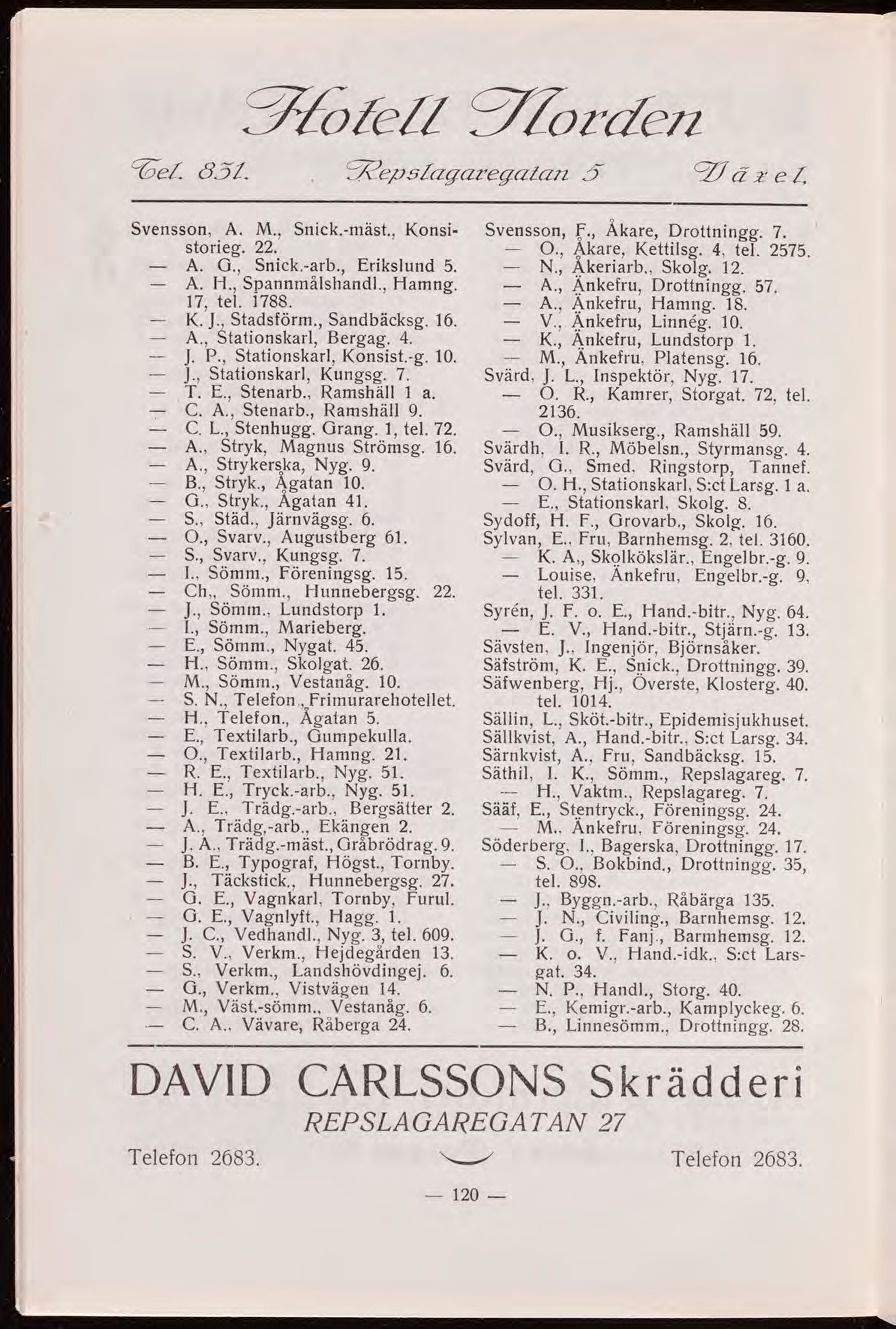 Hotell Norden
Tel. 851. Repslagaregatan 5 Växel.
Svensson, A. M., Snick.-mäst., Konsi-
storieg. 22.
— A. G., Snick.-arb., Erikslund 5.
— A. H., Spannmålshandl., Hamng.
17, tel. 1788.
— K. J., Stadsförm., Sandbäcksg. 16.
— A., Stationskarl, Bergag. 4.
— J. P., Stationskarl, Konsist.-g. 10.
— J., Stationskarl, Kungsg. 7.
— T. E., Stenarb., Ramshäll 1 a.
— C. A., Stenarb., Ramshäll 9.
— C. L., Stenhugg. Grang. 1, tel. 72.
— A., Stryk, Magnus Strömsg. 16.
— A., Strykerska, Nyg. 9.
— B., Stryk., Ågatan 10.
— G., Stryk., Ågatan 41.
— S., Städ., Järnvägsg. 6.
— O., Svarv., Augustberg 61.
— S., Svarv., Kungsg. 7.
— I., Sömm., Föreningsg. 15.
— Ch., Sömm., Hunnebergsg. 22.
— J., Sömm., Lundstorp 1.
— I., Sömm., Marieberg.
— E., Sömm., Nygat. 45.
— H., Sömm., Skolgat. 26.
— M., Sömm., Vestanåg. 10.
— S. N., Telefon., Frimurarehotellet.
— H., Telefon., Ågatan 5.
— E., Textilarb., Gumpekulla.
— O., Textilarb., Hamng. 21.
— R. E., Textilarb., Nyg. 51.
— H. E., Tryck.-arb., Nyg. 51.
— J. E., Trädg.-arb., Bergsätter 2.
— A., Trädg.-arb., Ekängen 2.
— J. A., Trädg.-mäst., Gråbrödrag. 9.
— B. E., Typograf, Högst., Tornby.
— J., Täckstick., Hunnebergsg. 27.
— G. E., Vagnkarl, Tornby, Furul.
— G. E., Vagnlyft., Hagg. 1.
— J. C., Vedhandl., Nyg. 3, tel. 609.
— S. V., Verkm., Hejdegården 13.
— S., Verkm., Landshövdingej. 6.
— G., Verkm., Vistvägen 14.
— M., Väst.-sömm., Vestanåg. 6.
— C. A., Vävare, Råberga 24.
Svensson, F., Åkare, Drottningg. 7.
— O., Åkare, Kettilsg. 4, tel. 2575.
— N., Åkeriarb., Skolg. 12.
— A., Änkefru, Drottningg. 57.
— A., Änkefru, Hamng. 18.
— V., Änkefru, Linnég. 10.
— K., Änkefru, Lundstorp 1.
— M., Änkefru, Platensg. 16.
Svärd, J. L., Inspektör, Nyg. 17.
— O. R., Kamrer, Storgat. 72, tel.
2136.
— O., Musikserg., Ramshäll 59.
Svärdh, I. R., Möbelsn., Styrmansg. 4.
Svärd, G., Smed, Ringstorp, Tannef.
— O. H., Stationskarl, S:ct Larsg. 1 a.
— E., Stationskarl, Skolg. 8.
Sydoff, H. F., Grovarb., Skolg. 16.
Sylvan, E., Fru, Barnhemsg. 2, tel. 3160.
— K. A., Skolkökslär., Engelbr.-g. 9.
— Louise, Änkefru, Engelbr.-g. 9,
tel. 331.
Syrén, J. F. o. E., Hand.-bitr., Nyg. 64.
— E. V., Hand.-bitr., Stjärn.-g. 13.
Sävsten, J., Ingenjör, Björnsåker.
Säfström, K. E., Snick., Drottningg. 39.
Säfwenberg, Hj., Överste, Klosterg. 40.
tel. 1014.
Sällin, L., Sköt.-bitr., Epidemisjukhuset.
Sällkvist, A., Hand.-bitr., S:ct Larsg. 34.
Särnkvist, A., Fru, Sandbäcksg. 15.
Säthil, I. K., Sömm., Repslagareg. 7.
— H., Vaktm., Repslagareg. 7.
Sääf, E., Stentryck., Föreningsg. 24.
— M., Änkefru, Föreningsg. 24.
Söderberg, I., Bagerska, Drottningg. 17.
— S. O., Bokbind., Drottningg. 35,
tel. 898.
— J., Byggn.-arb., Råbärga 135.
— J. N., Civiling., Barnhemsg. 12.
— J. G., f. Fanj., Barmhemsg. 12.
— K. o. V., Hand.-idk., S:ct Lars-
gat. 34.
— N. P., Handl., Storg. 40.
— E., Kemigr.-arb., Kamplyckeg. 6.
— B., Linnesömm., Drottningg. 28.
DAVID CARLSSONS Skrädderi
REPSLAGAREGATAN 27
Telefon 2683. Telefon 2683.
— 120 —